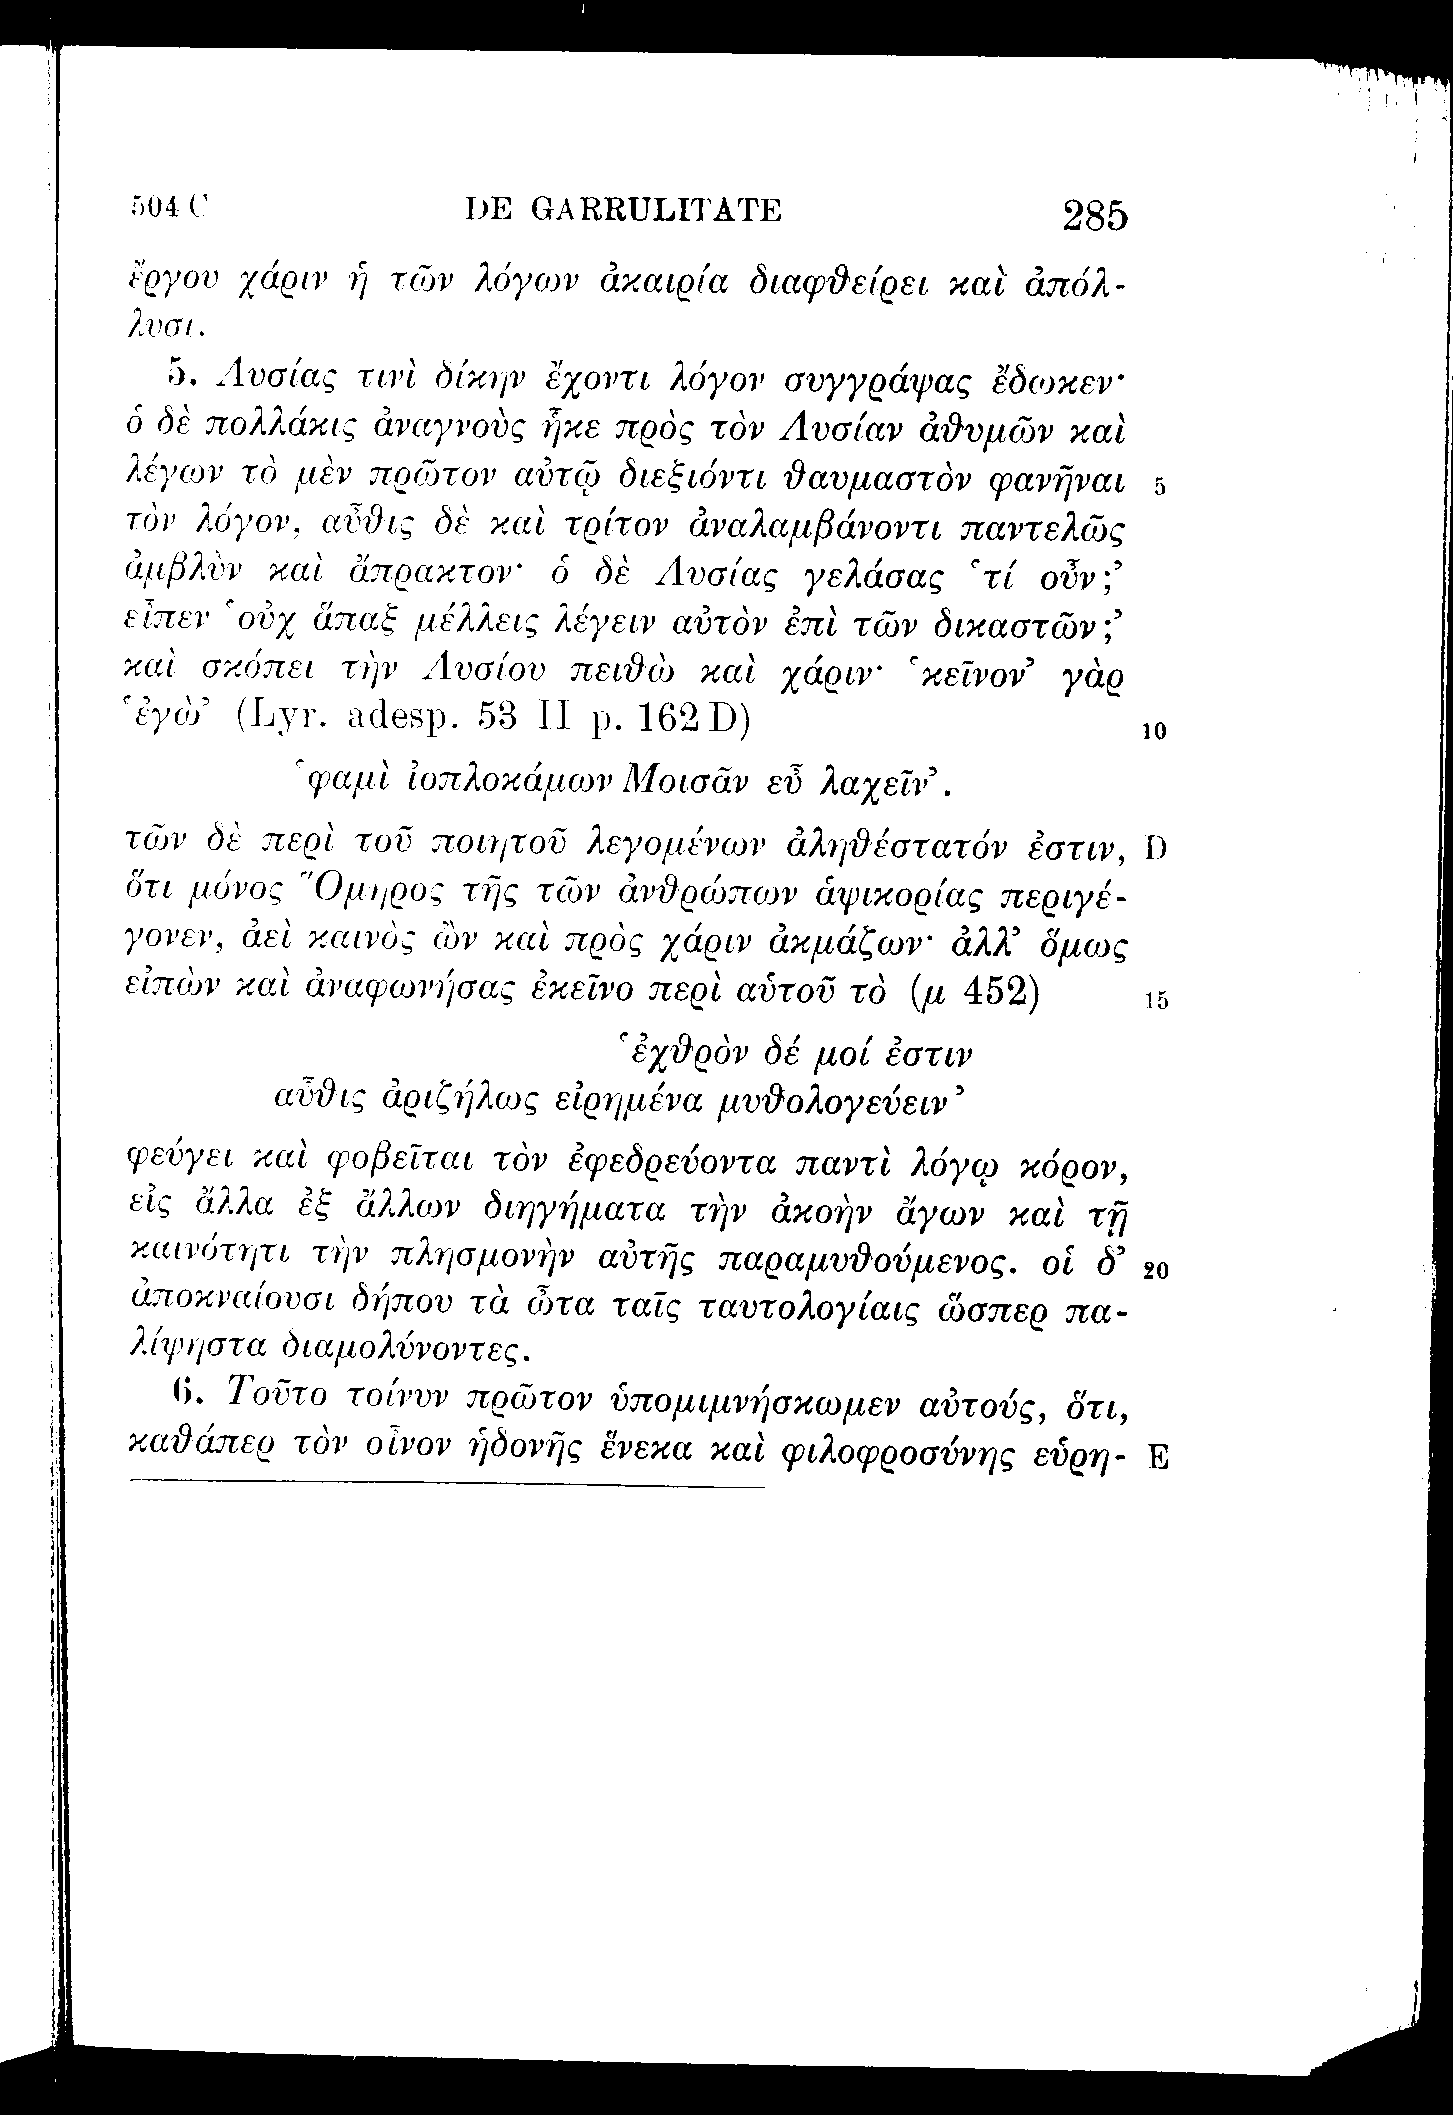 504 C DE GARRULITATE 285
ἔργου χάριν ἡ τῶν λόγων ἀκαιρία διαφθείρει καὶ ἀπόλ-
λυσι.
5. Λυσίας τινὶ δίκην ἔχοντι λόγον συγγράψας ἔδωκεν·
ὁ δὲ πολλάκις ἀναγνοὺς ἧκε πρὸς τὸν Λυσίαν ἀθυμῶν καὶ
λέγων τὸ μὲν πρῶτον αὐτῷ διεξιόντι θαυμαστὸν φανῆναι 5
τὸν λόγον, αὖθις δὲ καὶ τρίτον ἀναλαμβάνοντι παντελῶς
ἀμβλὺν καὶ ἄπρακτον· ὁ δὲ Λυσίας γελάσας ‘τί οὖν;’
εἶπεν ‘οὐχ ἅπαξ μέλλεις λέγειν αὐτὸν ἐπὶ τῶν δικαστῶν;’
καὶ σκόπει τὴν Λυσίου πειθὼ καὶ χάριν· ‘κεῖνον’ γὰρ
‘ἐγὼ’ (Lyr. adesp. 53 II p. 162 D) 10
‘φαμὶ ἰοπλοκάμων Μοισᾶν εὖ λαχεῖν’.
τῶν δὲ περὶ τοῦ ποιητοῦ λεγομένων ἀληθέστατόν ἐστιν, D
ὅτι μόνος Ὅμηρος τῆς τῶν ἀνθρώπων ἁψικορίας περιγέ-
γονεν, ἀεὶ καινὸς ὢν καὶ πρὸς χάριν ἀκμάζων· ἀλλ’ ὅμως
εἰπὼν καὶ ἀναφωνήσας ἐκεῖνο περὶ αὑτοῦ τὸ (μ 452) 15
‘ἐχθρὸν δέ μοί ἐστιν
αὖθις ἀριζήλως εἰρημένα μυθολογεύειν’
φεύγει καὶ φοβεῖται τὸν ἐφεδρεύοντα παντὶ λόγῳ κόρον,
εἰς ἄλλα ἐξ ἄλλων διηγήματα τὴν ἀκοὴν ἄγων καὶ τῇ
καινότητι τὴν πλησμονὴν αὐτῆς παραμυθούμενος. οἱ δ’ 20
ἀποκναίουσι δήπου τὰ ὦτα ταῖς ταυτολογίαις ὥσπερ πα-
λίψηστα διαμολύνοντες.
6. Τοῦτο τοίνυν πρῶτον ὑπομιμνήσκωμεν αὐτούς, ὅτι,
καθάπερ τὸν οἶνον ἡδονῆς ἕνεκα καὶ φιλοφροσύνης εὑρη- E